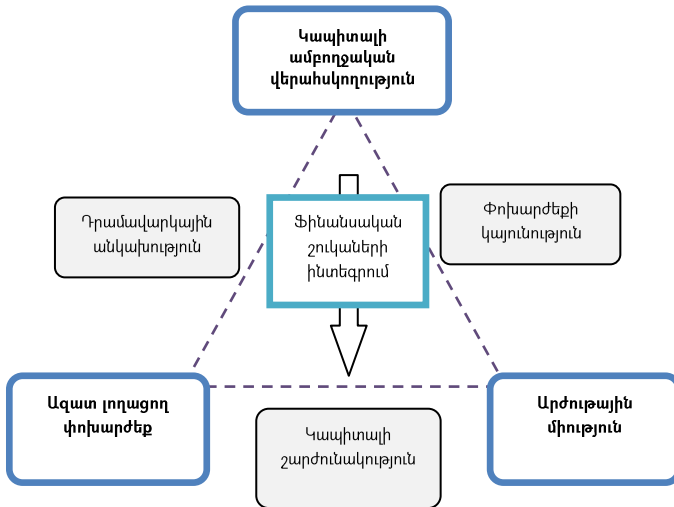 Կապիտալի
ամբողջական
վերահսկողություն
Դրամավարկային
անկախություն
Ֆինանսական
շուկաների
ինտեգրում
Փոխարժեքի
կայունություն
Ազատ լողացող
փոխարժեք
Կապիտալի
շարժունակություն
Արժութային
միություն